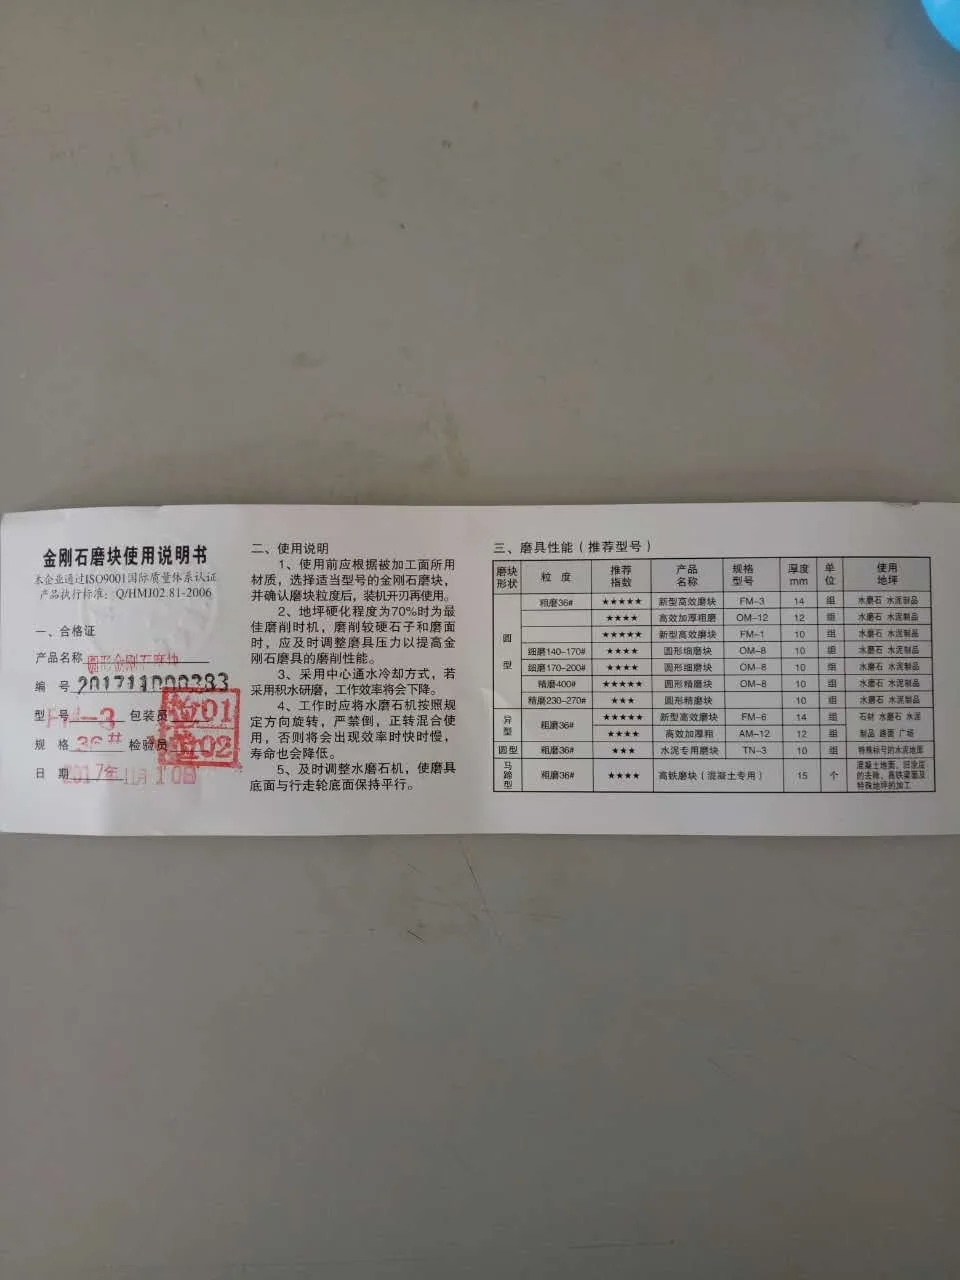 金刚石磨块使用说明书
本企业通过ISO9001国际质量体系认证
产品执行标准：Q/HMJ02.81-2006
一、合格证
产品名称 圆形金刚石磨块
编 号 201711000383
型 号 FM-3 包装员 检01
规 格 36# 检验员 02
日 期 2017年11月10日
二、使用说明
1、使用前应根据被加工面所用
材质，选择适当型号的金刚石磨块，
并确认磨块粒度后，装机开刃再使用。
2、地坪硬化程度为70%时为最
佳磨削时机，磨削较硬石子和磨面
时，应及时调整磨具压力以提高金
刚石磨具的磨削性能。
3、采用中心通水冷却方式，若
采用积水研磨，工作效率将会下降。
4、工作时应将水磨石机按照规
定方向旋转，严禁倒，正转混合使
用，否则将会出现效率时快时慢，
寿命也会降低。
5、及时调整水磨石机，使磨具
底面与行走轮底面保持平行。
三、磨具性能（推荐型号）
磨块形状 粒 度 推荐指数 产品名称 规格型号 厚度mm 单位 使用地坪
圆型 粗磨36# ★★★★★ 新型高效磨块 FM-3 14 组 水磨石 水泥制品
★★★★ 高效加厚粗磨 OM-12 12 组 水磨石 水泥制品
★★★★★ 新型高效磨块 FM-1 10 组 水磨石 水泥制品
细磨140-170# ★★★★ 圆形细磨块 OM-8 10 组 水磨石 水泥制品
细磨170-200# ★★★★ 圆形细磨块 OM-8 10 组 水磨石 水泥制品
精磨400# ★★★★★ 圆形精磨块 OM-8 10 组 水磨石 水泥制品
精磨230-270# ★★★ 圆形精磨块 10 组 水磨石 水泥制品
异型 粗磨36# ★★★★★ 新型高效磨块 FM-6 14 组 石材 水磨石 水泥
★★★★ 高效加厚粗 AM-12 12 组 制品 路面 广场
圆型 粗磨36# ★★★ 水泥专用磨块 TN-3 10 组 特殊标号的水泥地面
马蹄型 粗磨36# ★★★★ 高铁磨块（混凝土专用） 15 个 混凝土地面、旧涂层
的去除、高铁梁面及
特殊地坪的加工